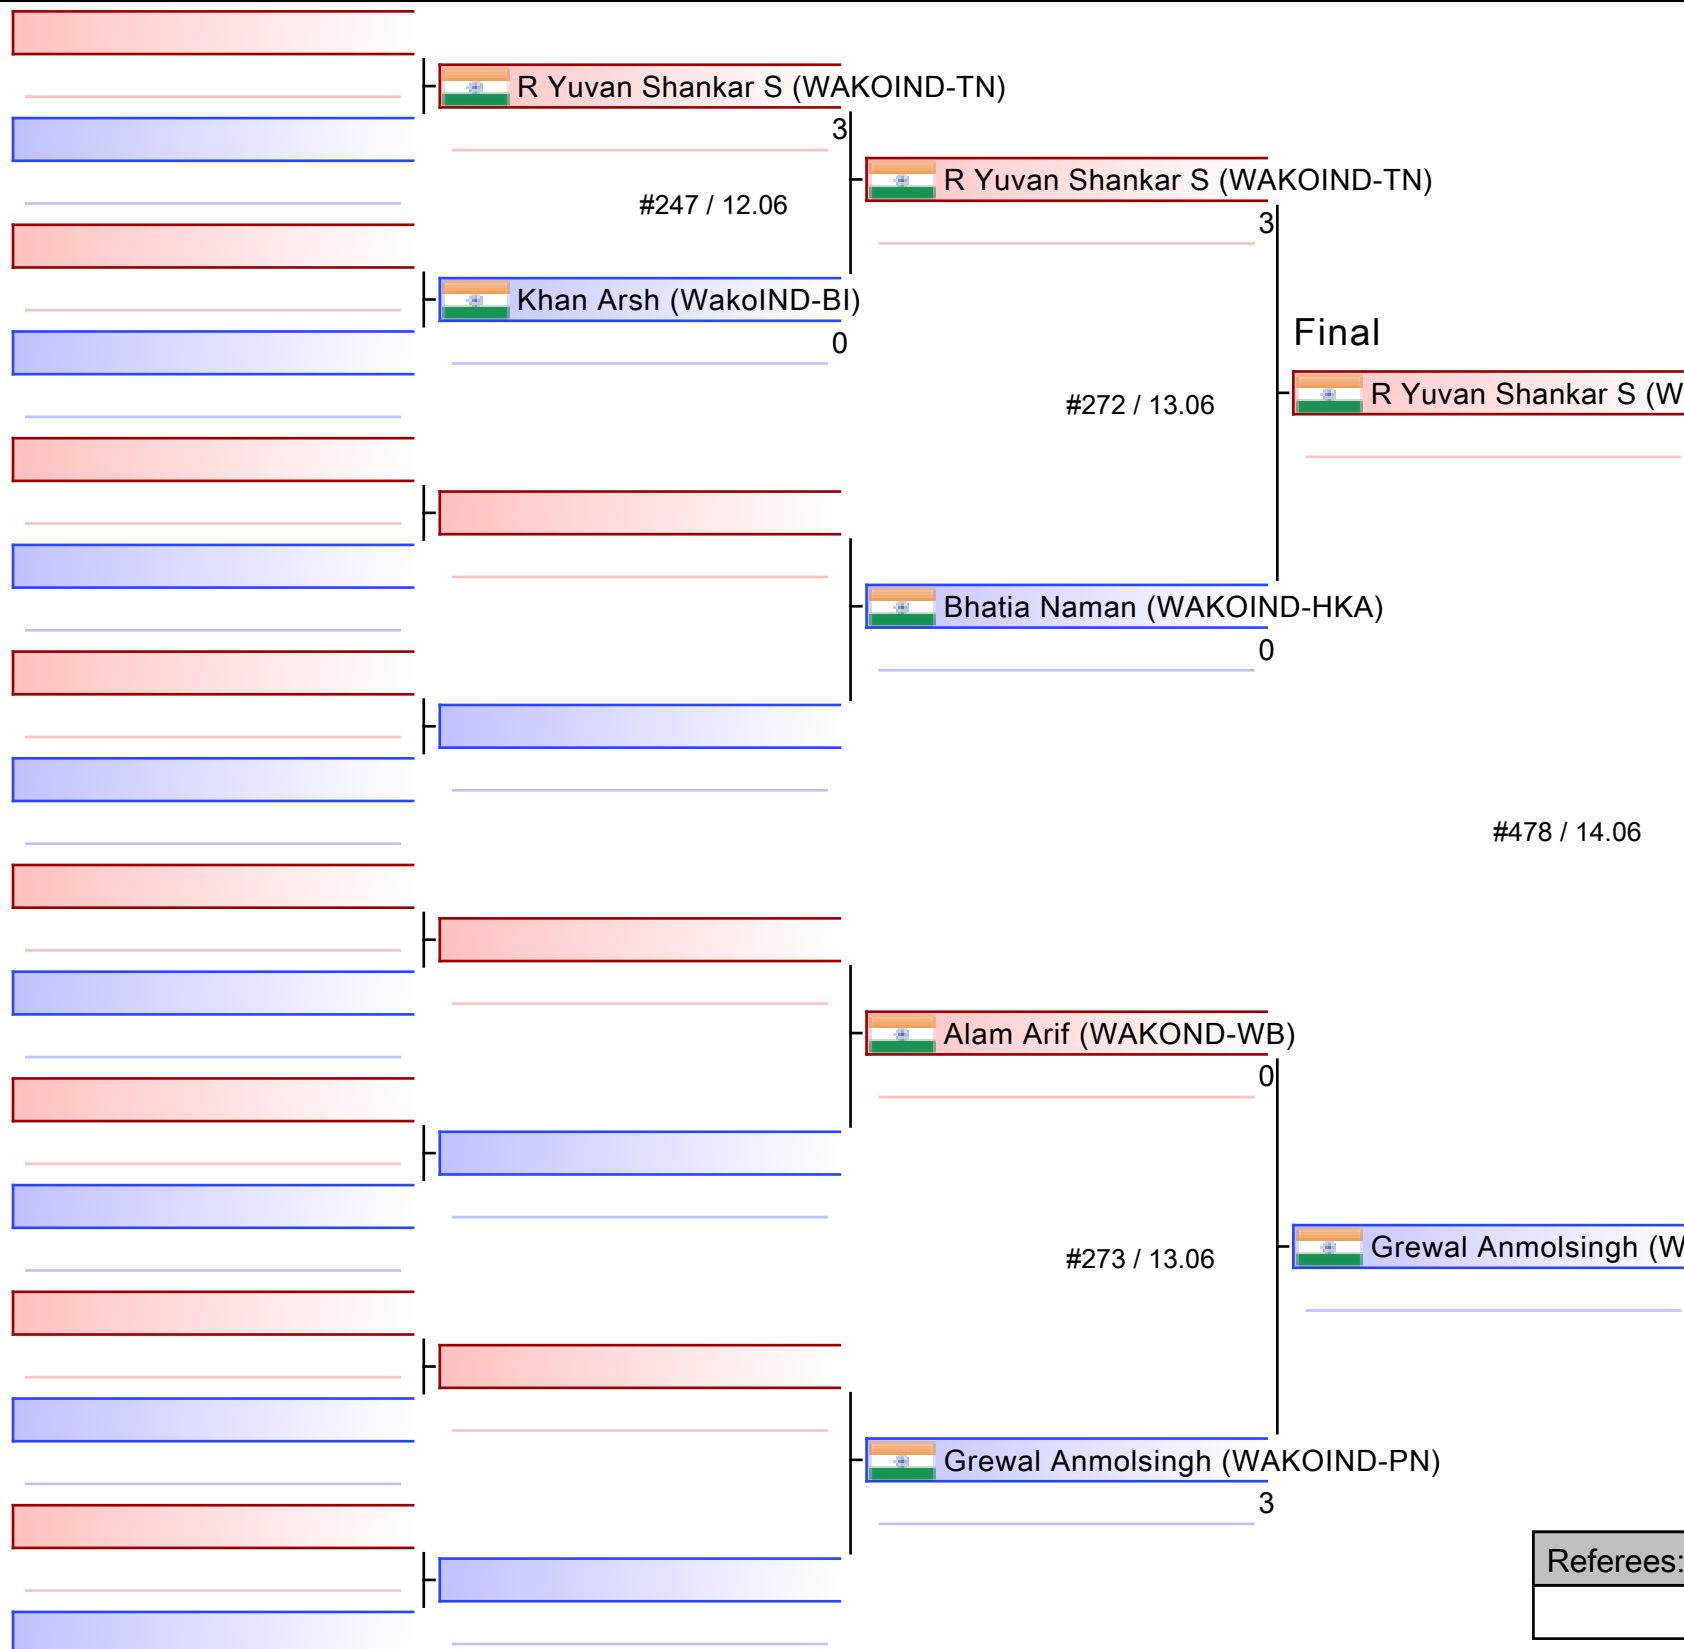 R Yuvan Shankar S (WAKOIND-TN)
3
#247 / 12.06
Khan Arsh (WakoIND-BI)
0
R Yuvan Shankar S (WAKOIND-TN)
3
#272 / 13.06
Bhatia Naman (WAKOIND-HKA)
0
Alam Arif (WAKOND-WB)
0
#273 / 13.06
Grewal Anmolsingh (WAKOIND-PN)
3
Final
R Yuvan Shankar S (W
#478 / 14.06
Grewal Anmolsingh (W
Referees: